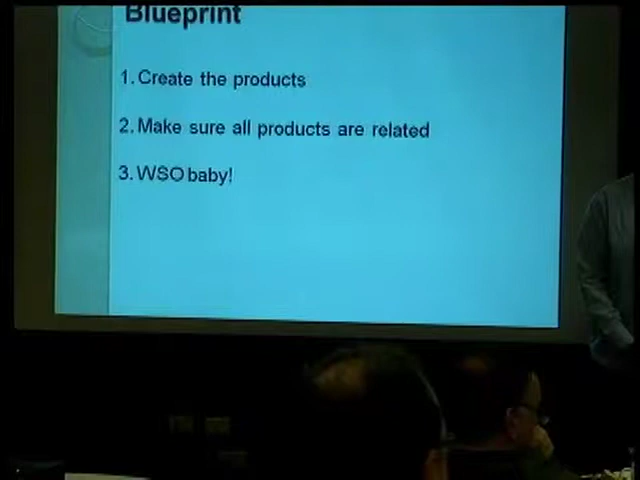 Blueprint
1. Create the products
2. Make sure all products are related
3. WSO baby!